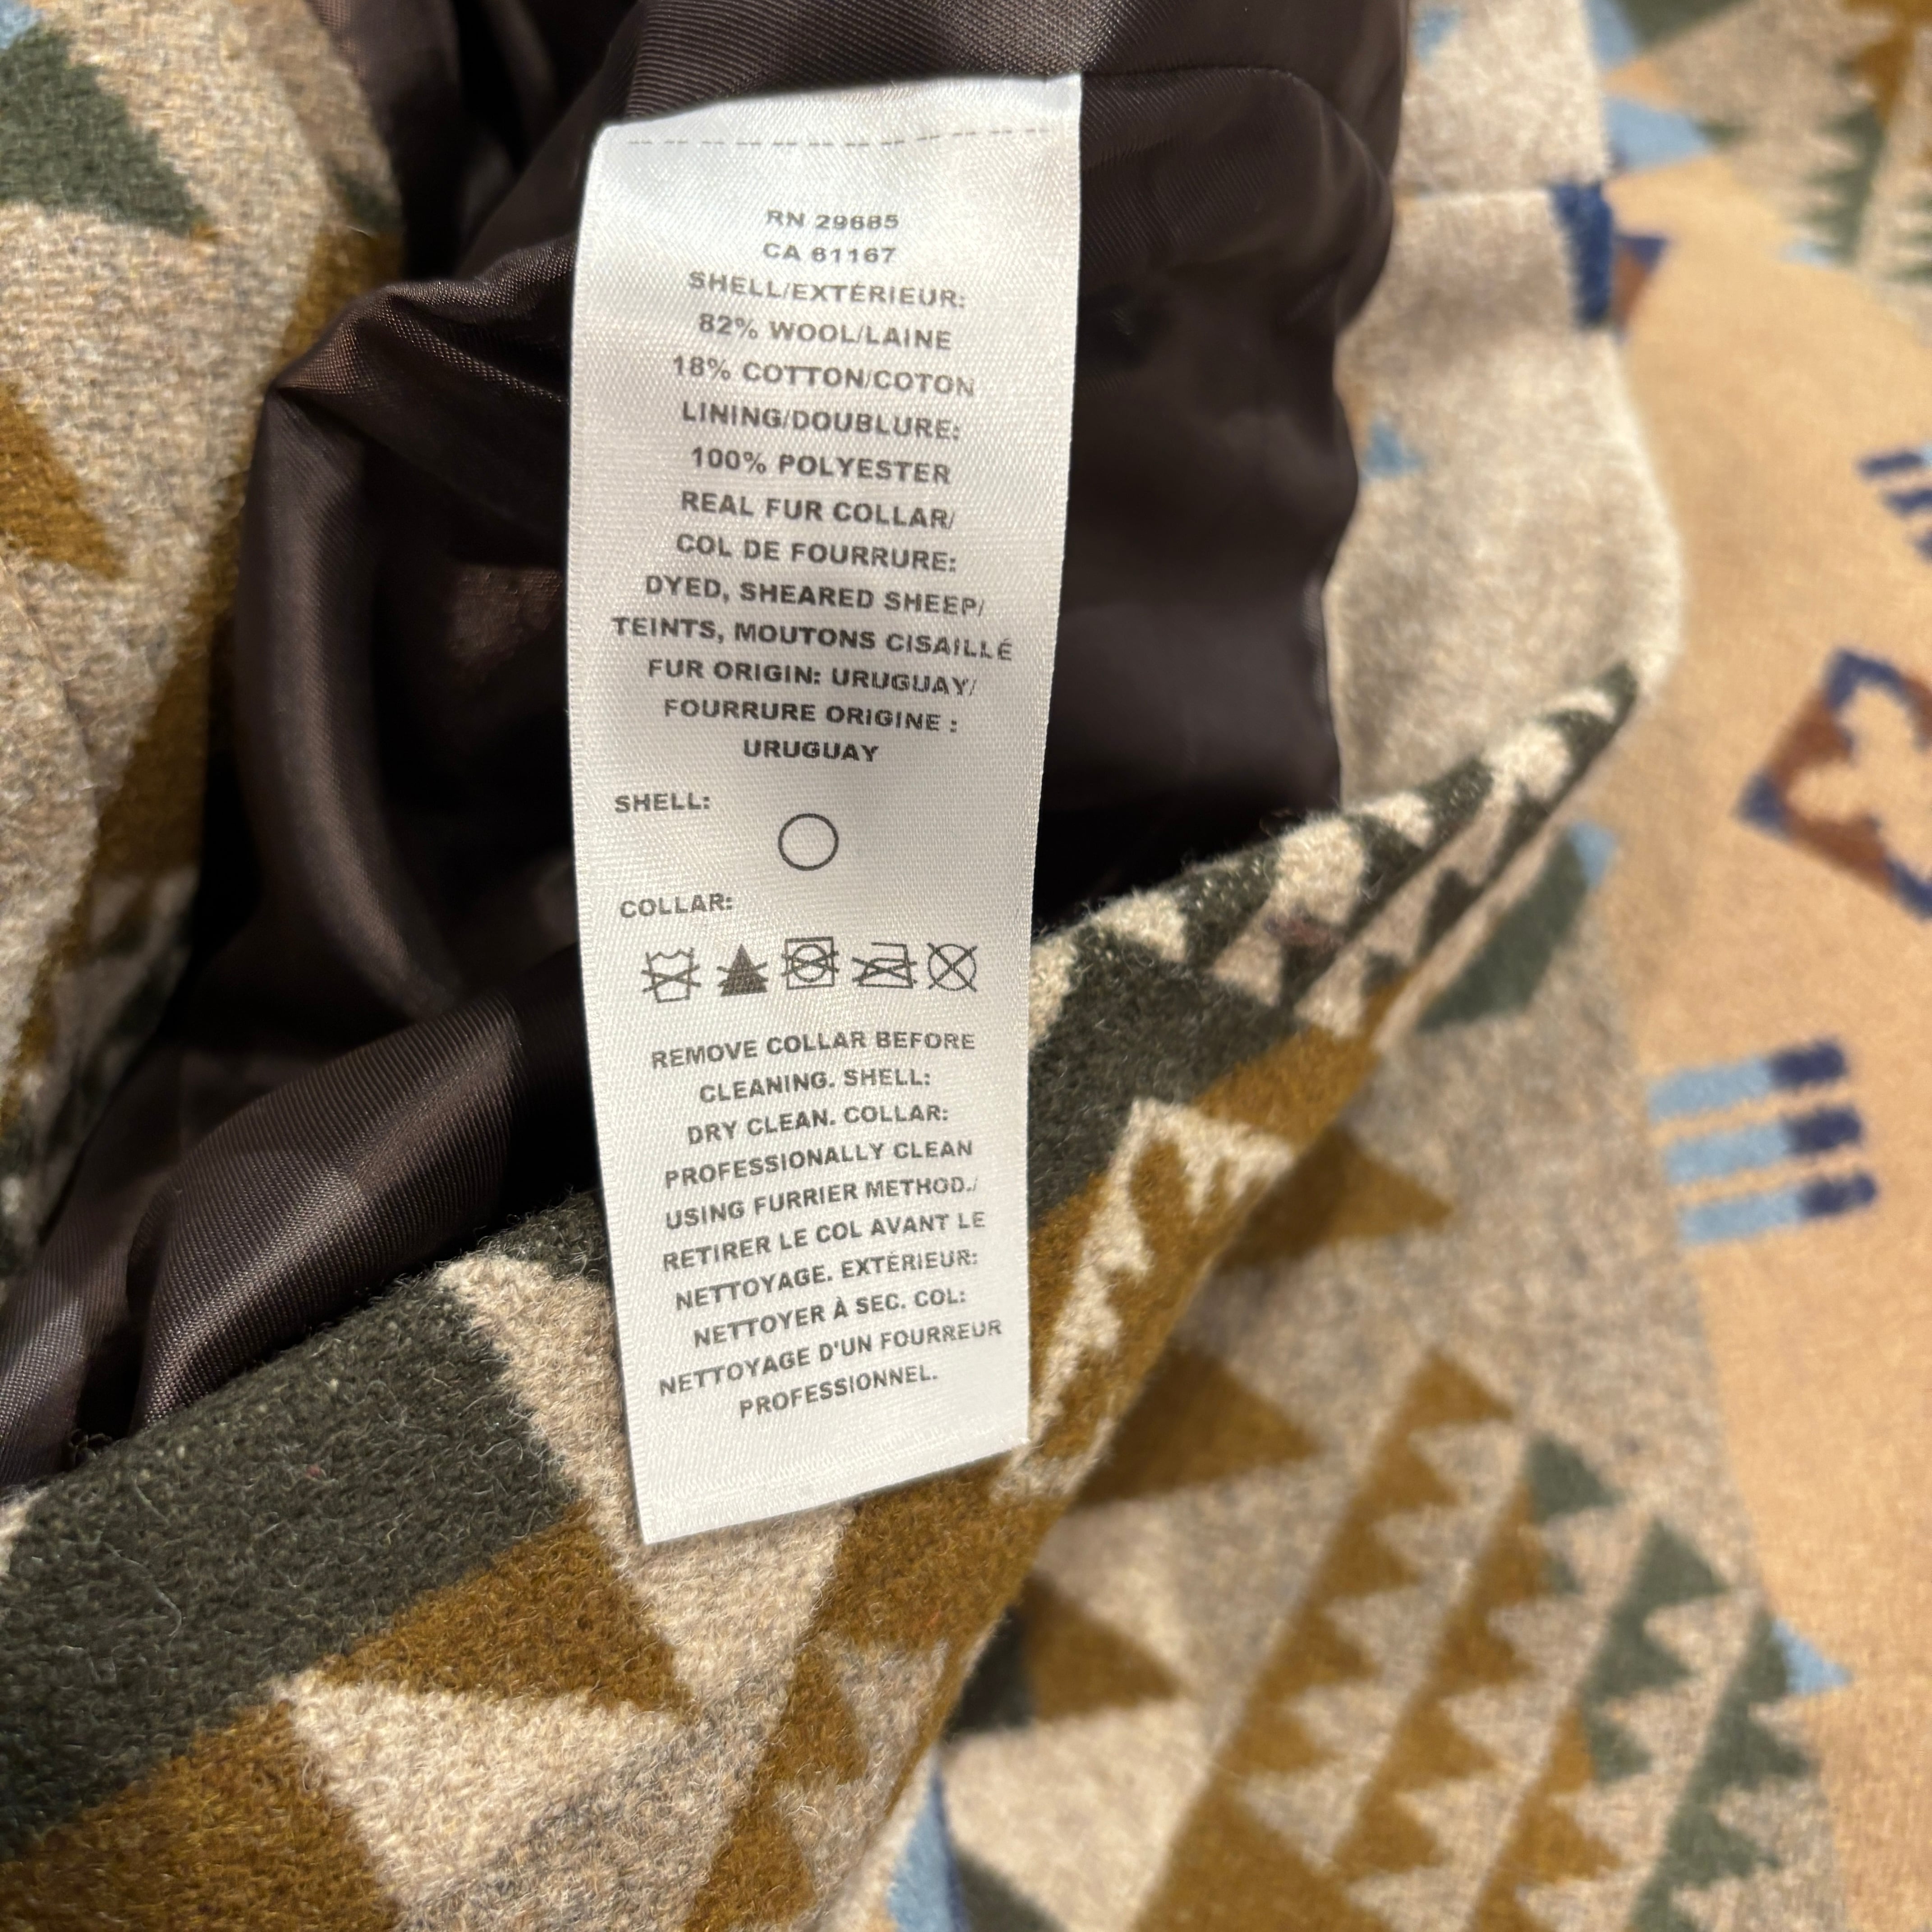 RN 29685
CA 61167
SHELL/EXTÉRIEUR:
82% WOOL/LAINE
18% COTTON/COTON
LINING/DOUBLURE:
100% POLYESTER
REAL FUR COLLAR/
COL DE FOURRURE:
DYED, SHEARED SHEEP/
TEINTS, MOUTONS CISAILLÉ
FUR ORIGIN: URUGUAY/
FOURRURE ORIGINE :
URUGUAY
SHELL:
COLLAR:
REMOVE COLLAR BEFORE
CLEANING. SHELL:
DRY CLEAN. COLLAR:
PROFESSIONALLY CLEAN
USING FURRIER METHOD./
RETIRER LE COL AVANT LE
NETTOYAGE. EXTÉRIEUR:
NETTOYER À SEC. COL:
NETTOYAGE D'UN FOURREUR
PROFESSIONNEL.